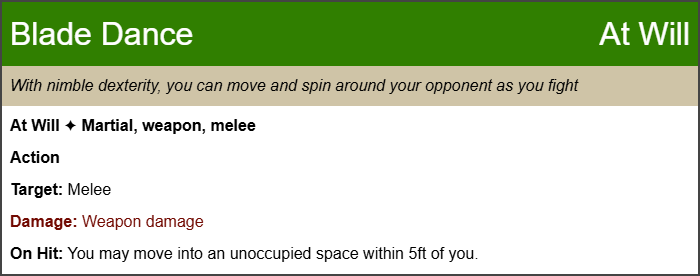 Blade Dance At Will
With nimble dexterity, you can move and spin around your opponent as you fight
At Will ✦ Martial, weapon, melee
Action
Target: Melee
Damage: Weapon damage
On Hit: You may move into an unoccupied space within 5ft of you.